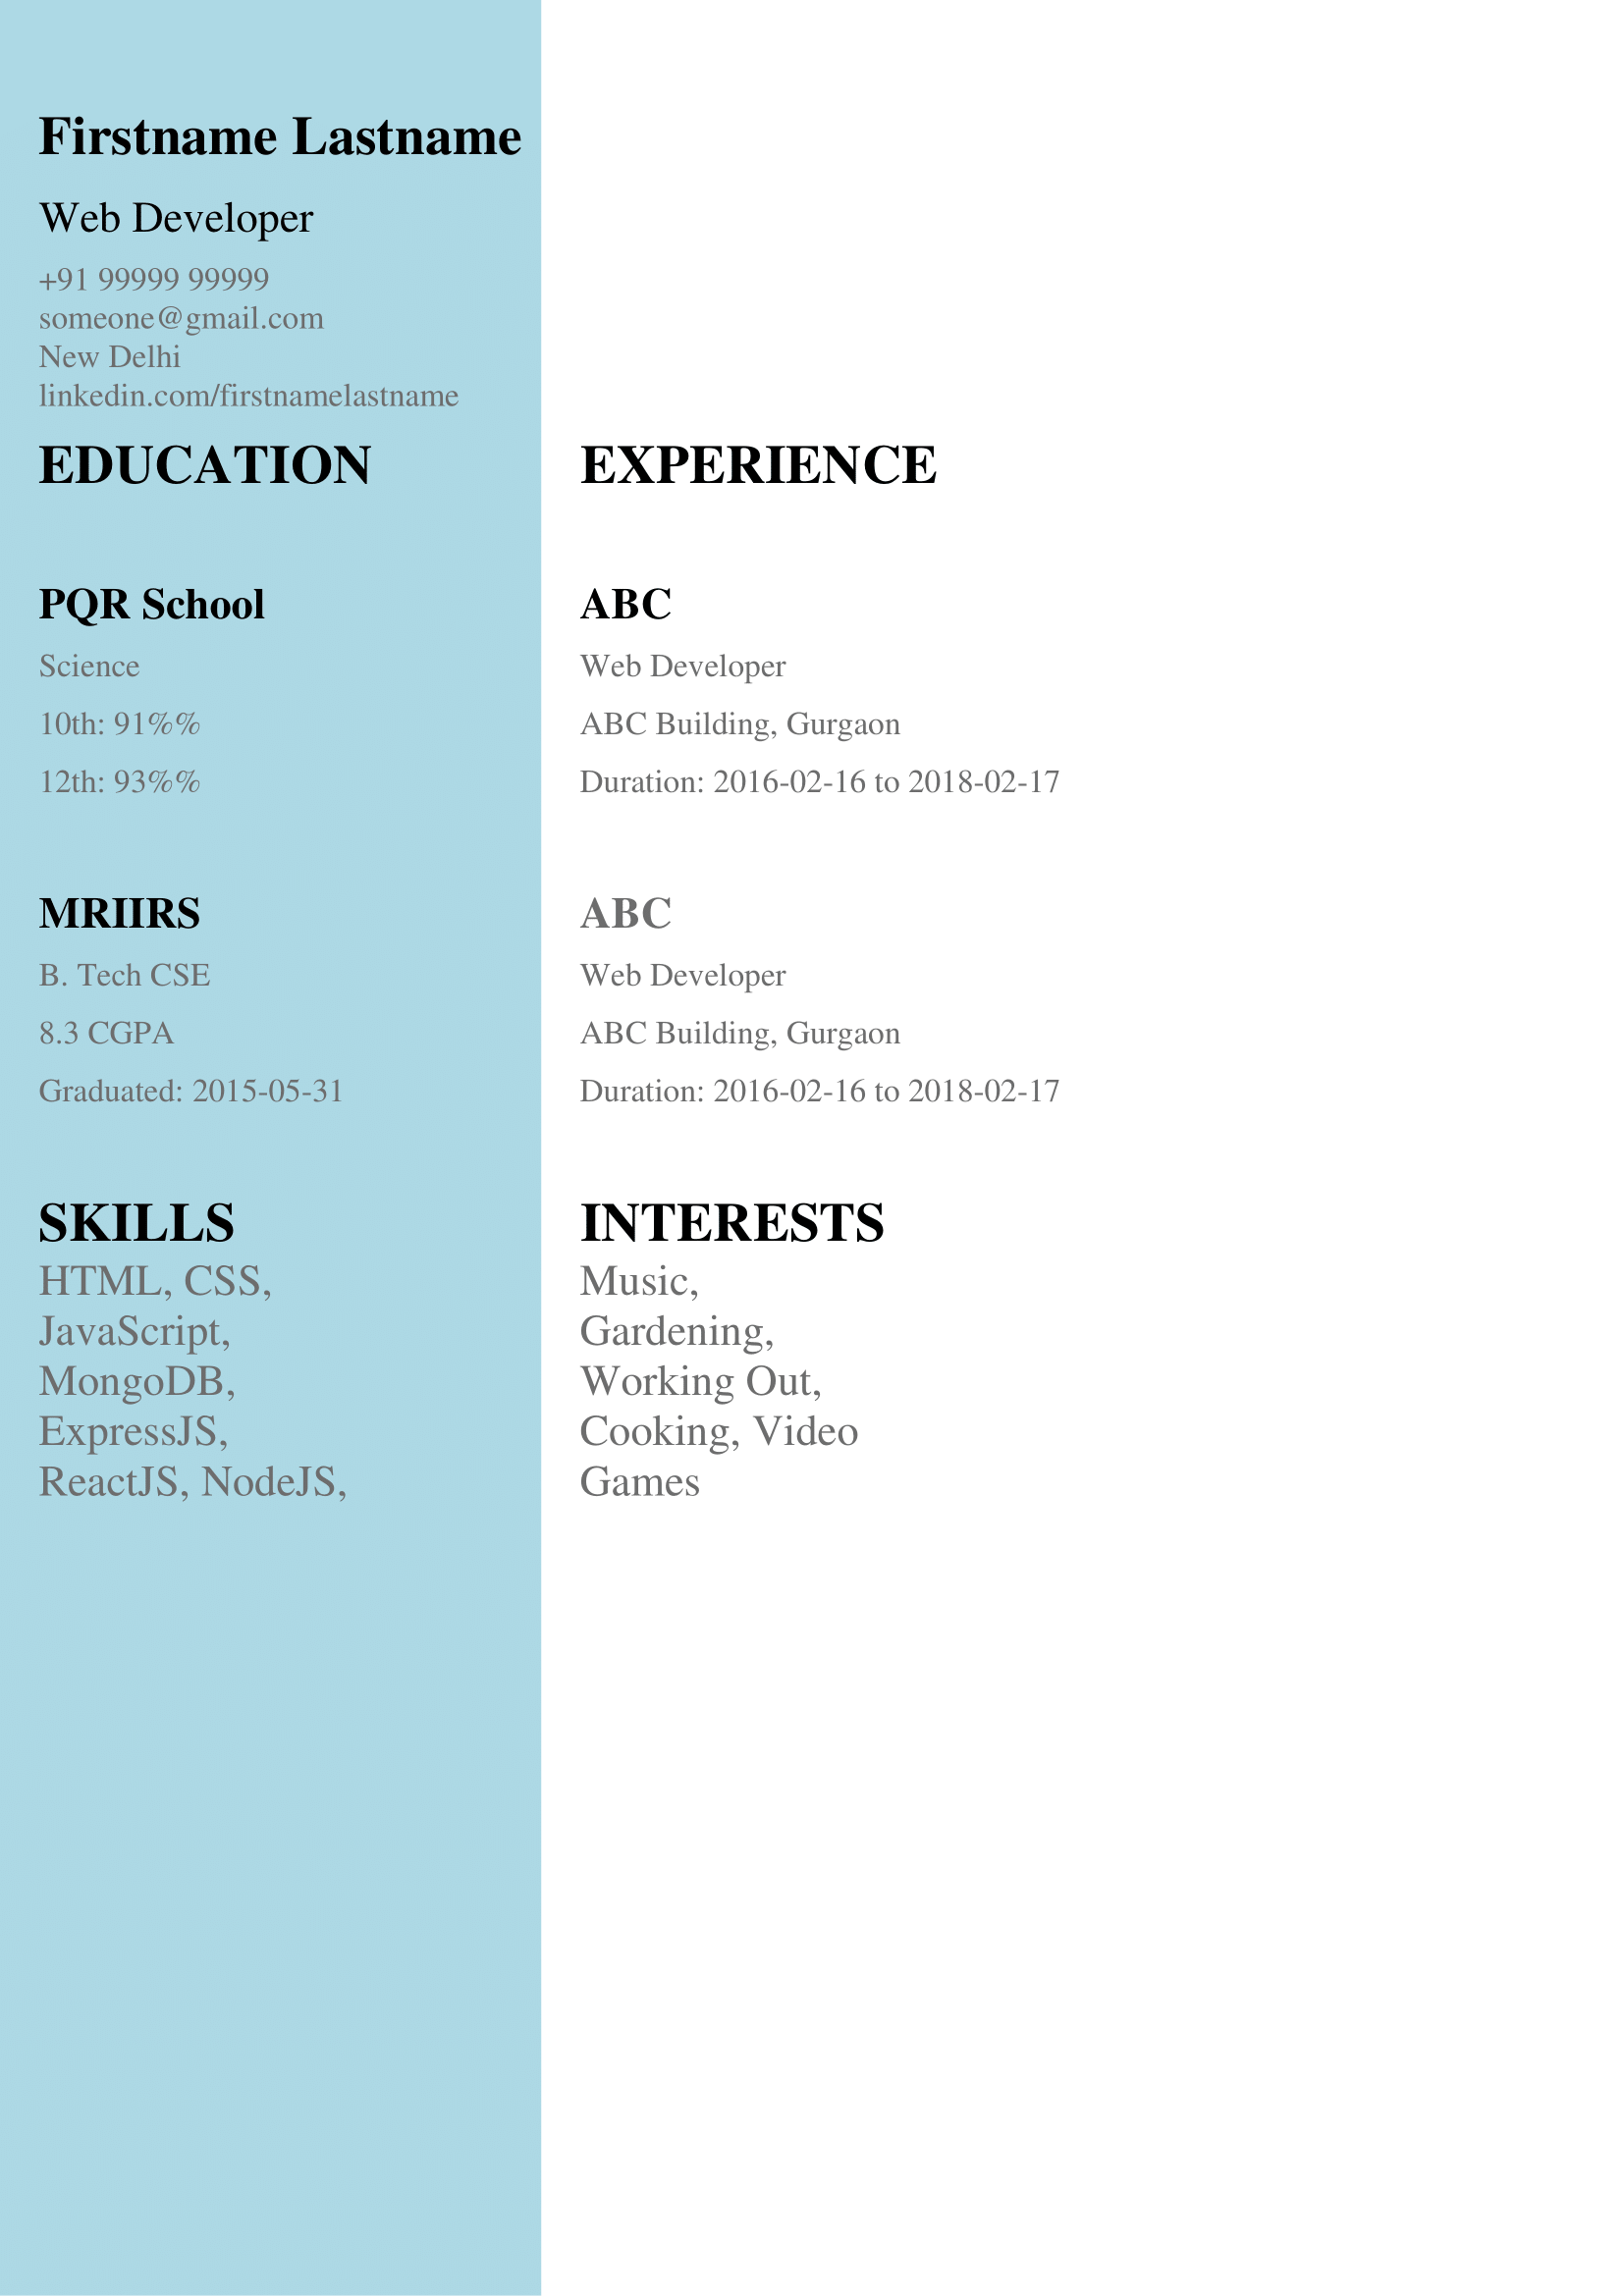 Firstname Lastname
Web Developer
+91 99999 99999
someone@gmail.com
New Delhi
linkedin.com/firstnamelastname
EDUCATION
PQR School
Science
10th: 91%%
12th: 93%%
MRIIRS
B. Tech CSE
8.3 CGPA
Graduated: 2015-05-31
SKILLS
HTML, CSS,
JavaScript,
MongoDB,
ExpressJS,
ReactJS, NodeJS,
EXPERIENCE
ABC
Web Developer
ABC Building, Gurgaon
Duration: 2016-02-16 to 2018-02-17
ABC
Web Developer
ABC Building, Gurgaon
Duration: 2016-02-16 to 2018-02-17
INTERESTS
Music,
Gardening,
Working Out,
Cooking, Video
Games